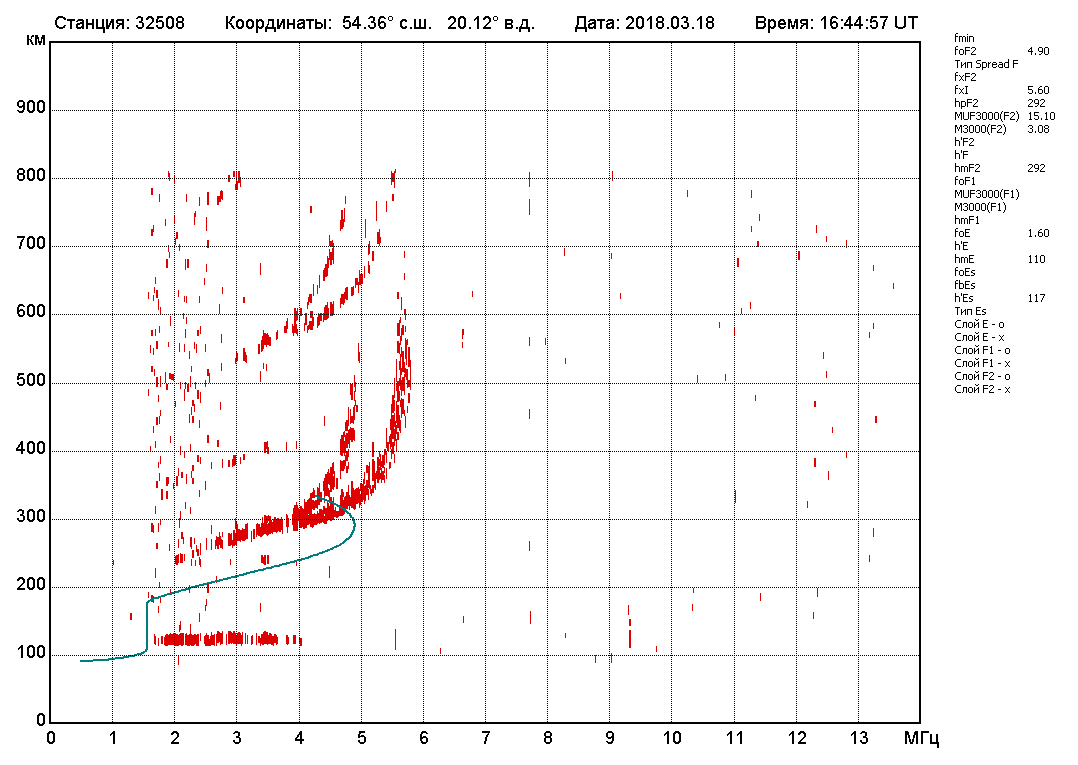 Станция: 32508 Координаты: 54.36° с.ш. 20.12° в.д. Дата: 2018.03.18 Время: 16:44:57 UT
км
900
800
700
600
500
400
300
200
100
0
0 1 2 3 4 5 6 7 8 9 10 11 12 13 МГц
fmin
foF2 4.90
Тип Spread F
fxF2
fxI 5.60
hpF2 292
MUF3000(F2) 15.10
M3000(F2) 3.08
h'F2
h'F
hmF2 292
foF1
MUF3000(F1)
M3000(F1)
hmF1
foE 1.60
h'E
hmE 110
foEs
fbEs
h'Es 117
Тип Es
Слой E - o
Слой E - x
Слой F1 - o
Слой F1 - x
Слой F2 - o
Слой F2 - x